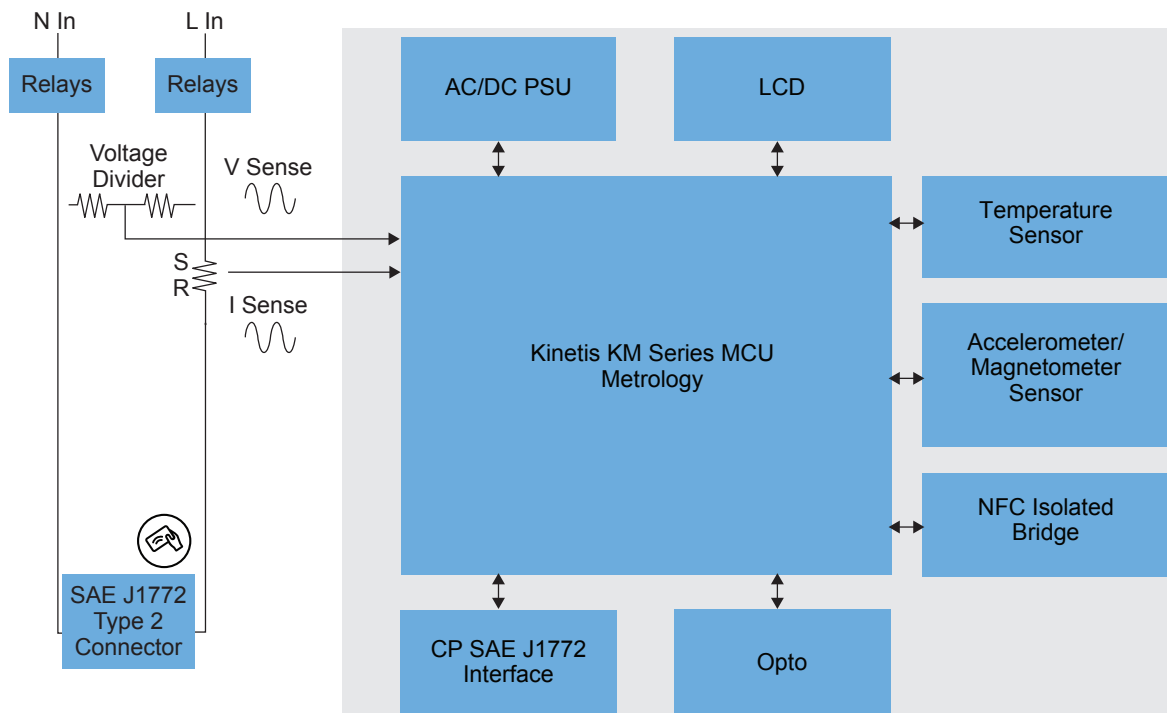 N In
L In
Relays
Relays
Voltage
Divider
V Sense
S
R
I Sense
SAE J1772
Type 2
Connector
AC/DC PSU
LCD
Kinetis KM Series MCU
Metrology
Temperature
Sensor
Accelerometer/
Magnetometer
Sensor
NFC Isolated
Bridge
CP SAE J1772
Interface
Opto